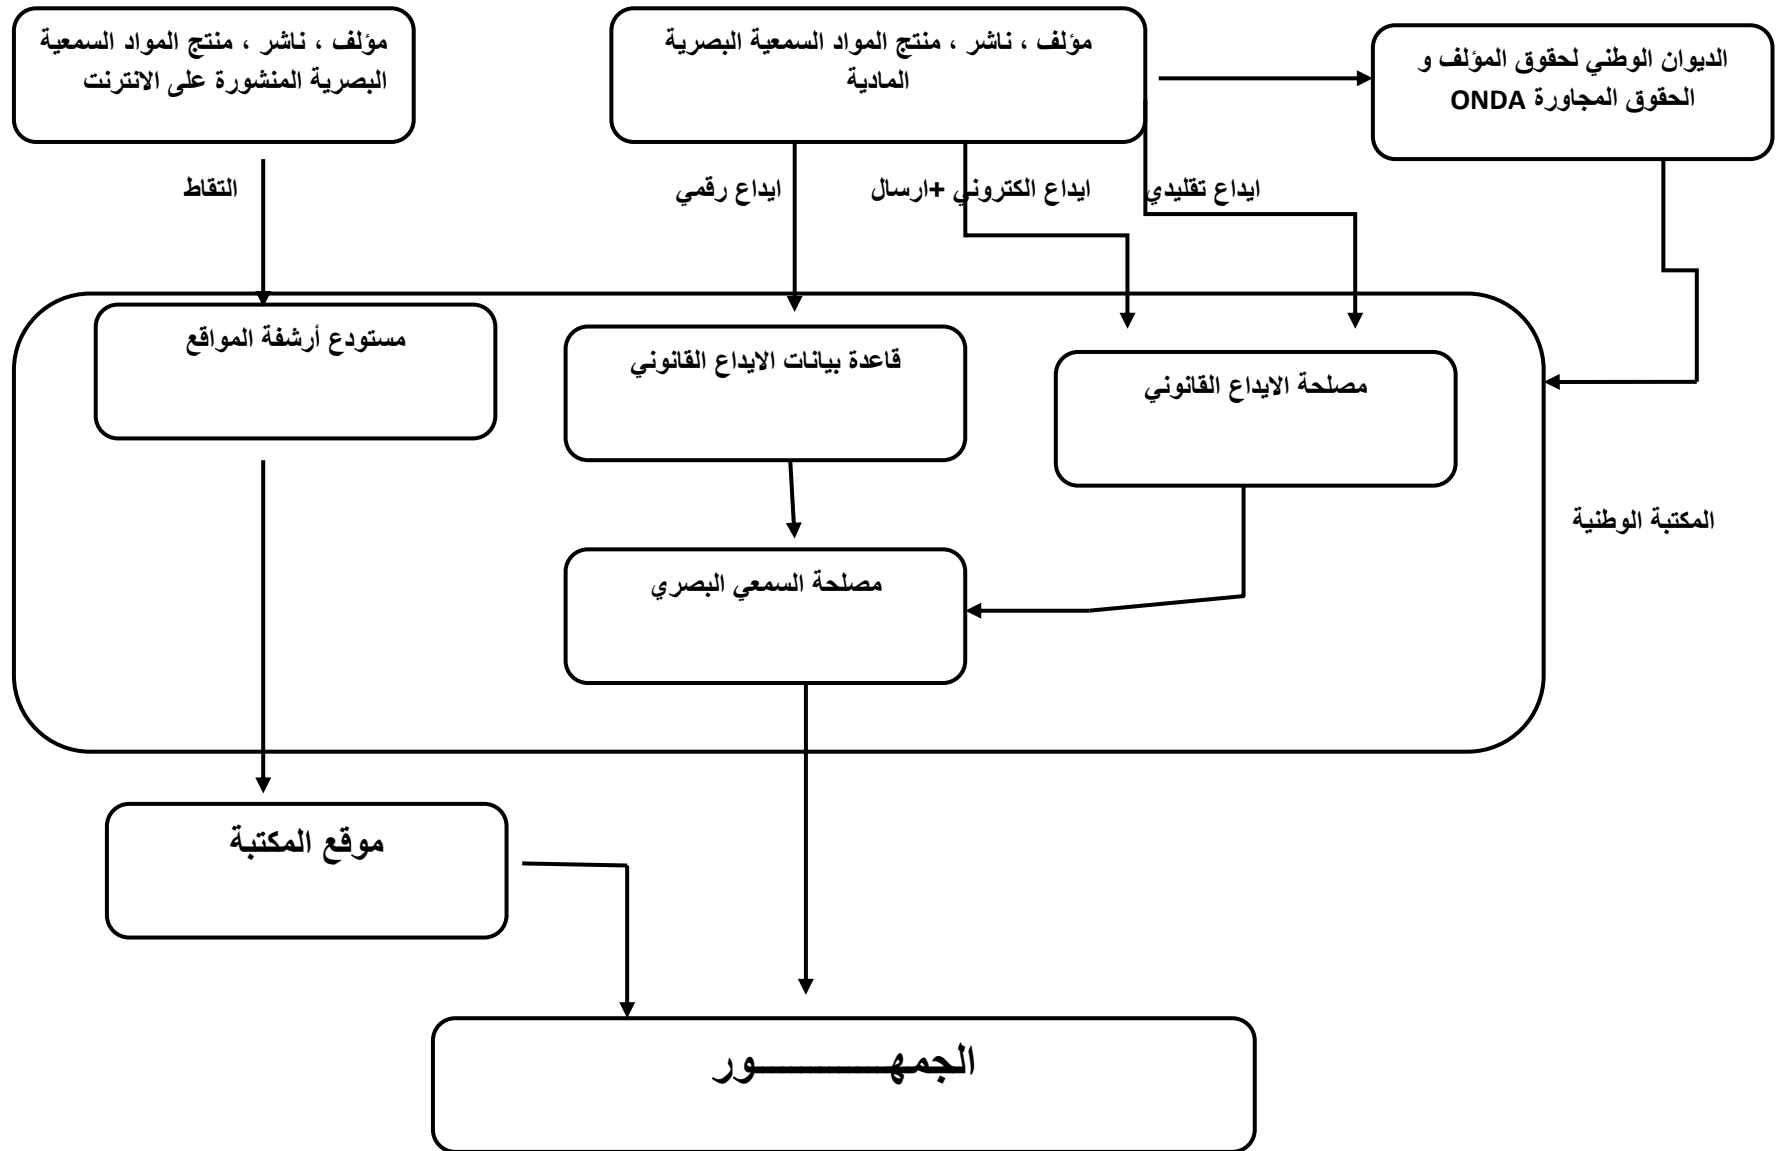 مؤلف ، ناشر ، منتج المواد السمعية البصرية
المادية
الديوان الوطني لحقوق المؤلف و
الحقوق المجاورة ONDA
مؤلف ، ناشر ، منتج المواد السمعية
البصرية المنشورة على الانترنت
ايداع تقليدي
ايداع الكتروني +ارسال
ايداع رقمي
التقاط
مصلحة الايداع القانوني
قاعدة بيانات الايداع القانوني
مستودع أرشفة المواقع
المكتبة الوطنية
مصلحة السمعي البصري
موقع المكتبة
الجمهــــــــــور